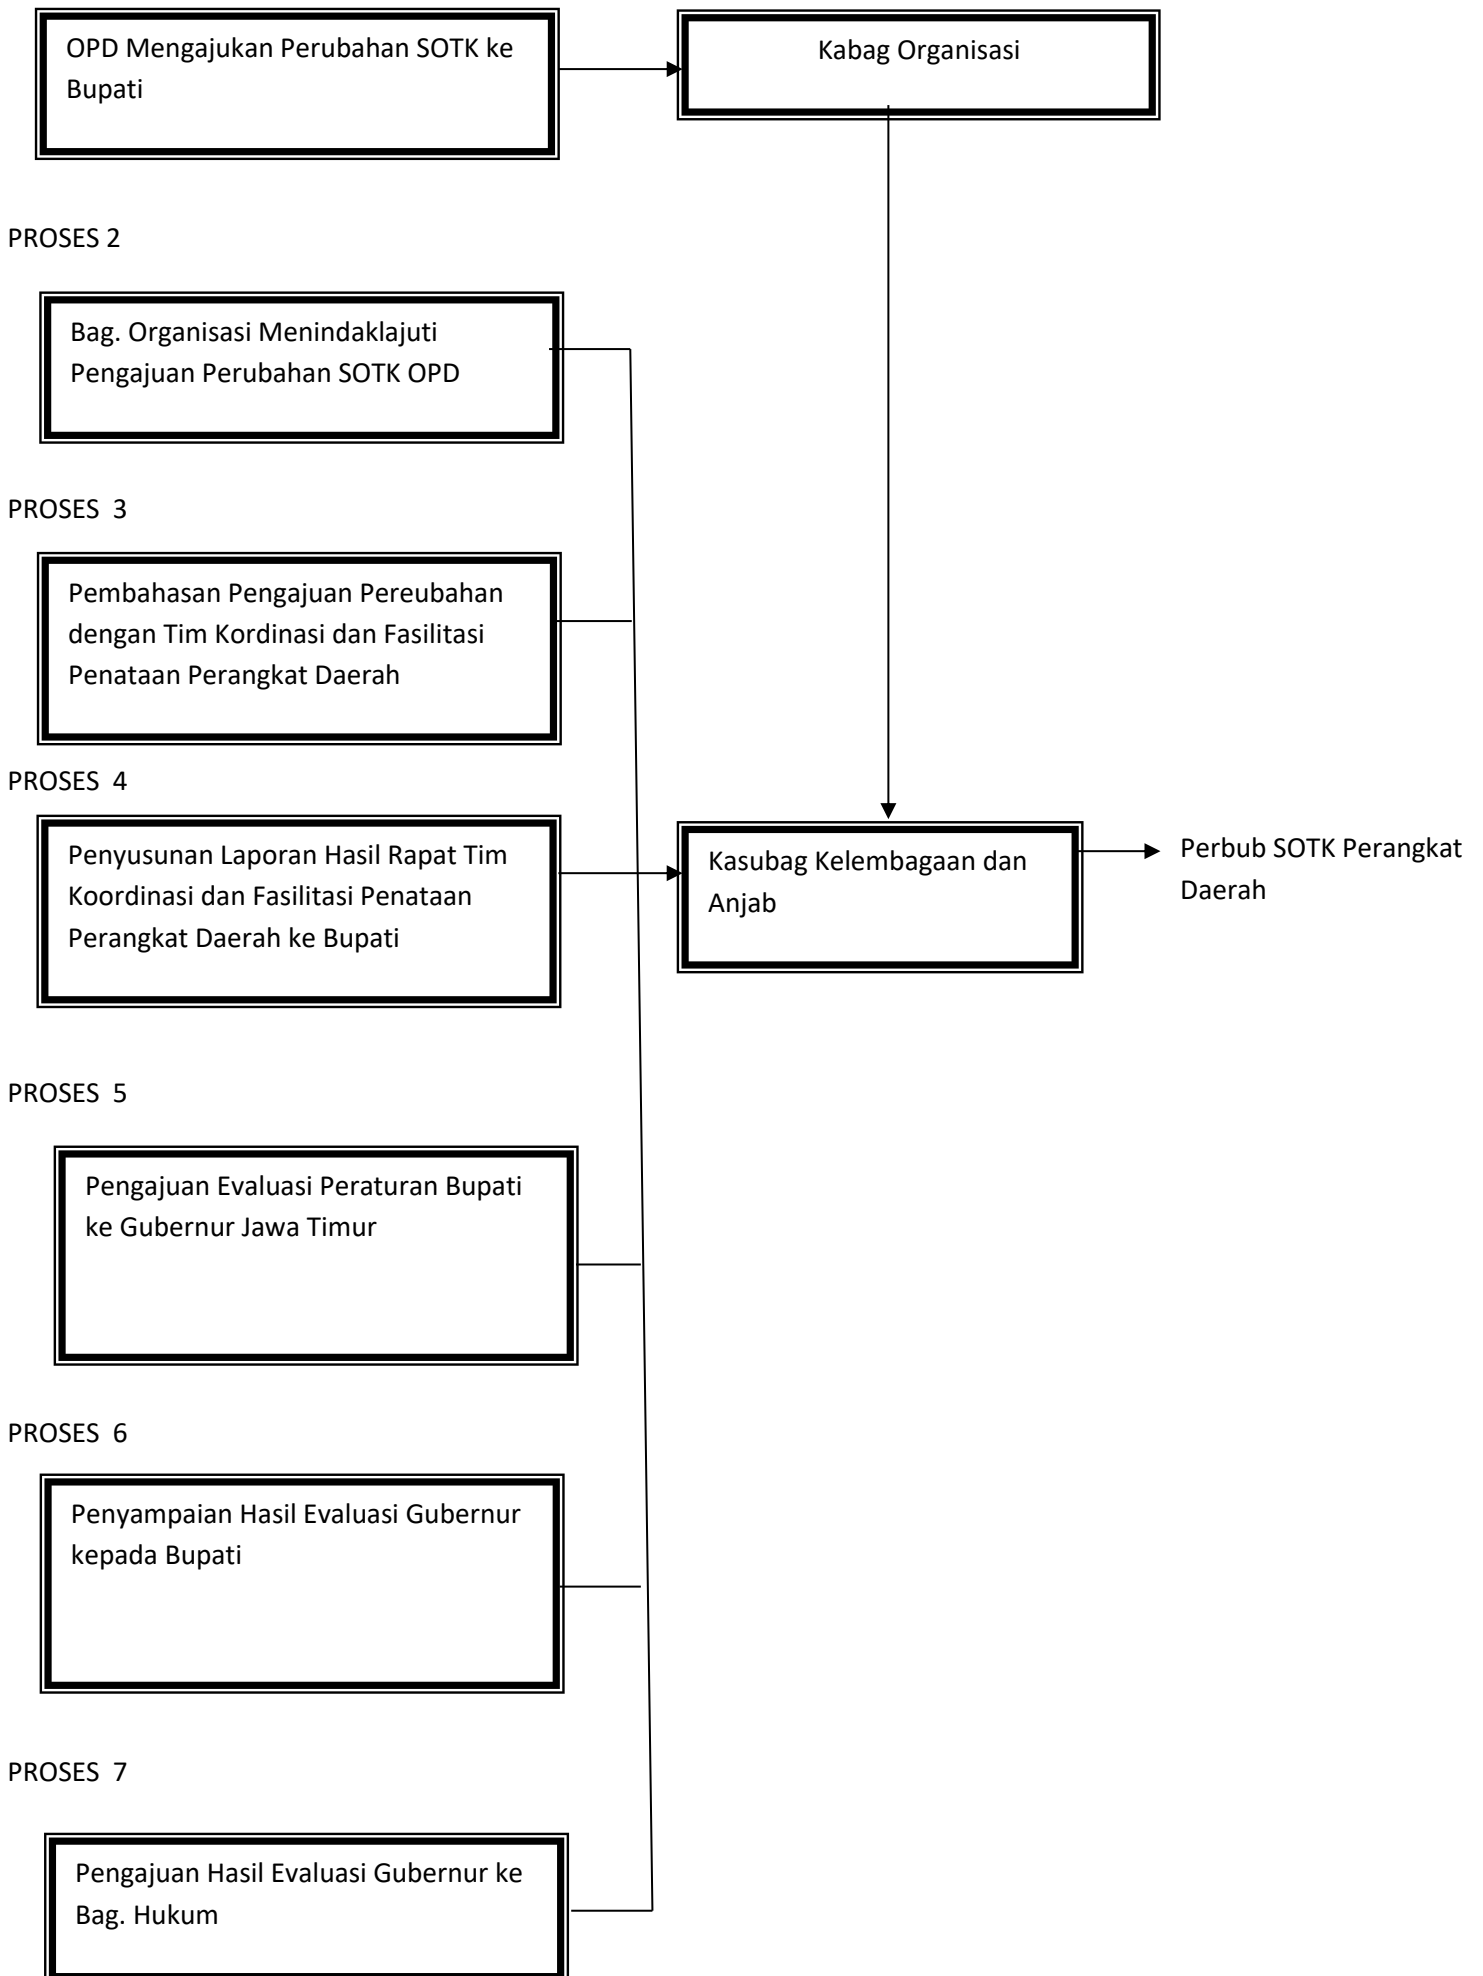 OPD Mengajukan Perubahan SOTK ke
Bupati
Kabag Organisasi
PROSES 2
Bag. Organisasi Menindaklajuti
Pengajuan Perubahan SOTK OPD
PROSES  3
Pembahasan Pengajuan Pereubahan
dengan Tim Kordinasi dan Fasilitasi
Penataan Perangkat Daerah
PROSES  4
Penyusunan Laporan Hasil Rapat Tim
Koordinasi dan Fasilitasi Penataan
Perangkat Daerah ke Bupati
Kasubag Kelembagaan dan
Anjab
Perbub SOTK Perangkat
Daerah
PROSES  5
Pengajuan Evaluasi Peraturan Bupati
ke Gubernur Jawa Timur
PROSES  6
Penyampaian Hasil Evaluasi Gubernur
kepada Bupati
PROSES  7
Pengajuan Hasil Evaluasi Gubernur ke
Bag. Hukum